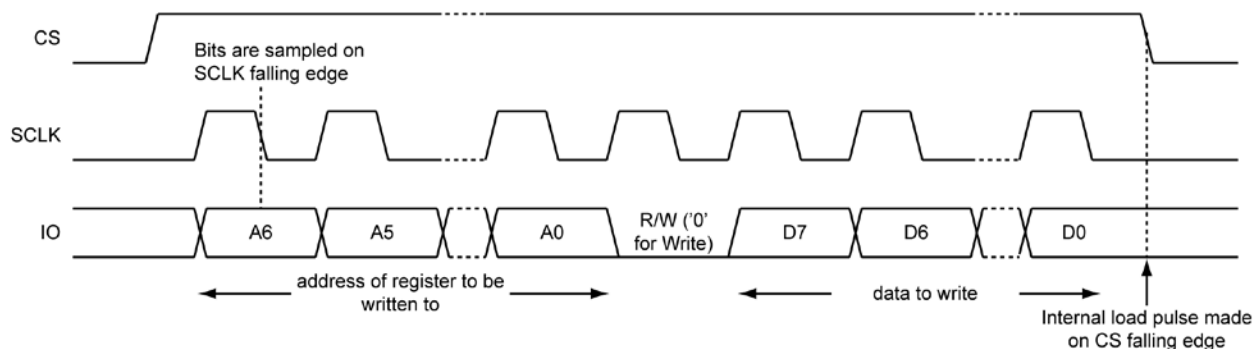 CS
Bits are sampled on
SCLK falling edge
SCLK
IO
A6
A5
A0
R/W ('0'
for Write)
D7
D6
D0
address of register to be
written to
data to write
Internal load pulse made
on CS falling edge